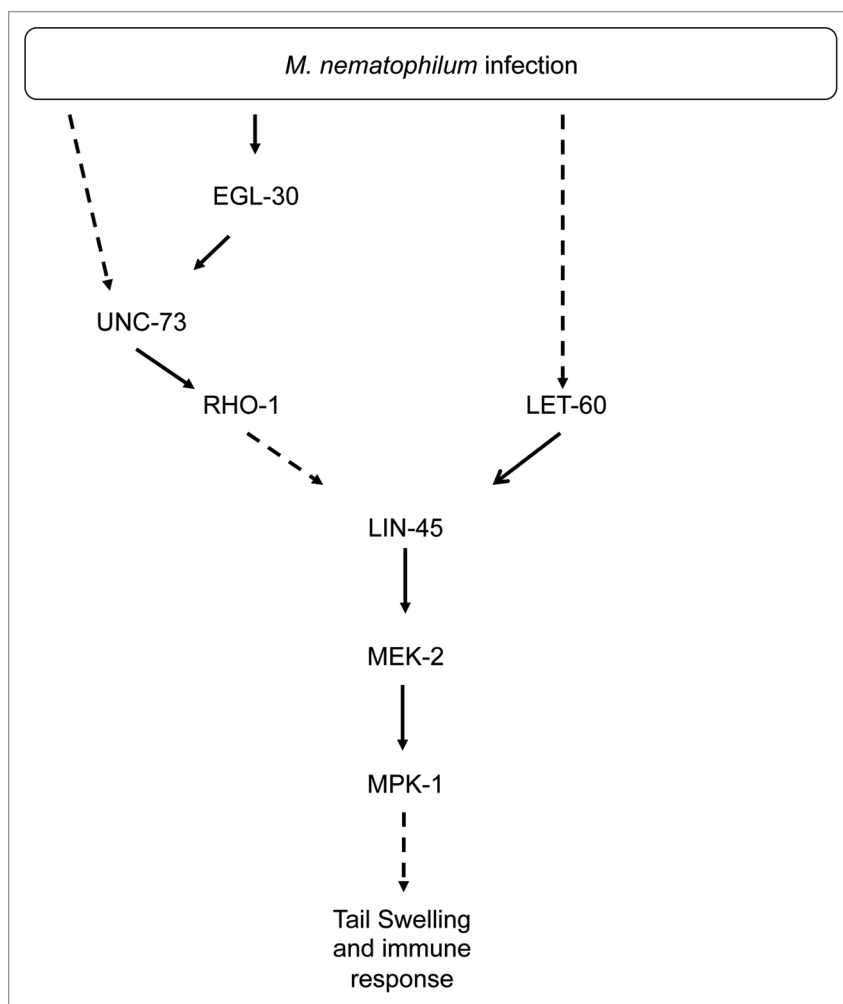 M. nematophilum infection
EGL-30
UNC-73
RHO-1
LET-60
LIN-45
MEK-2
MPK-1
Tail Swelling
and immune
response